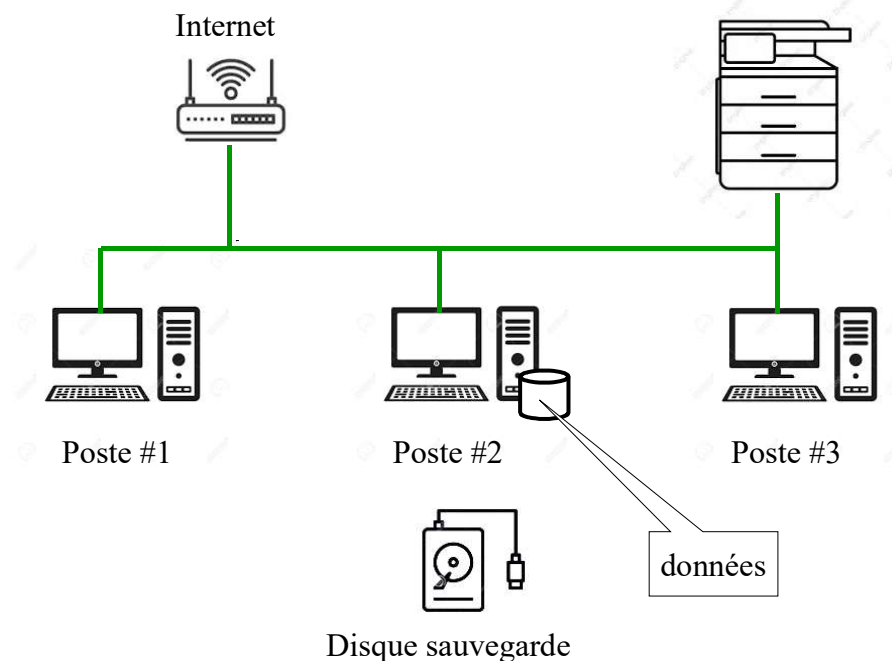 Internet
Poste #1
Poste #2
Poste #3
données
Disque sauvegarde